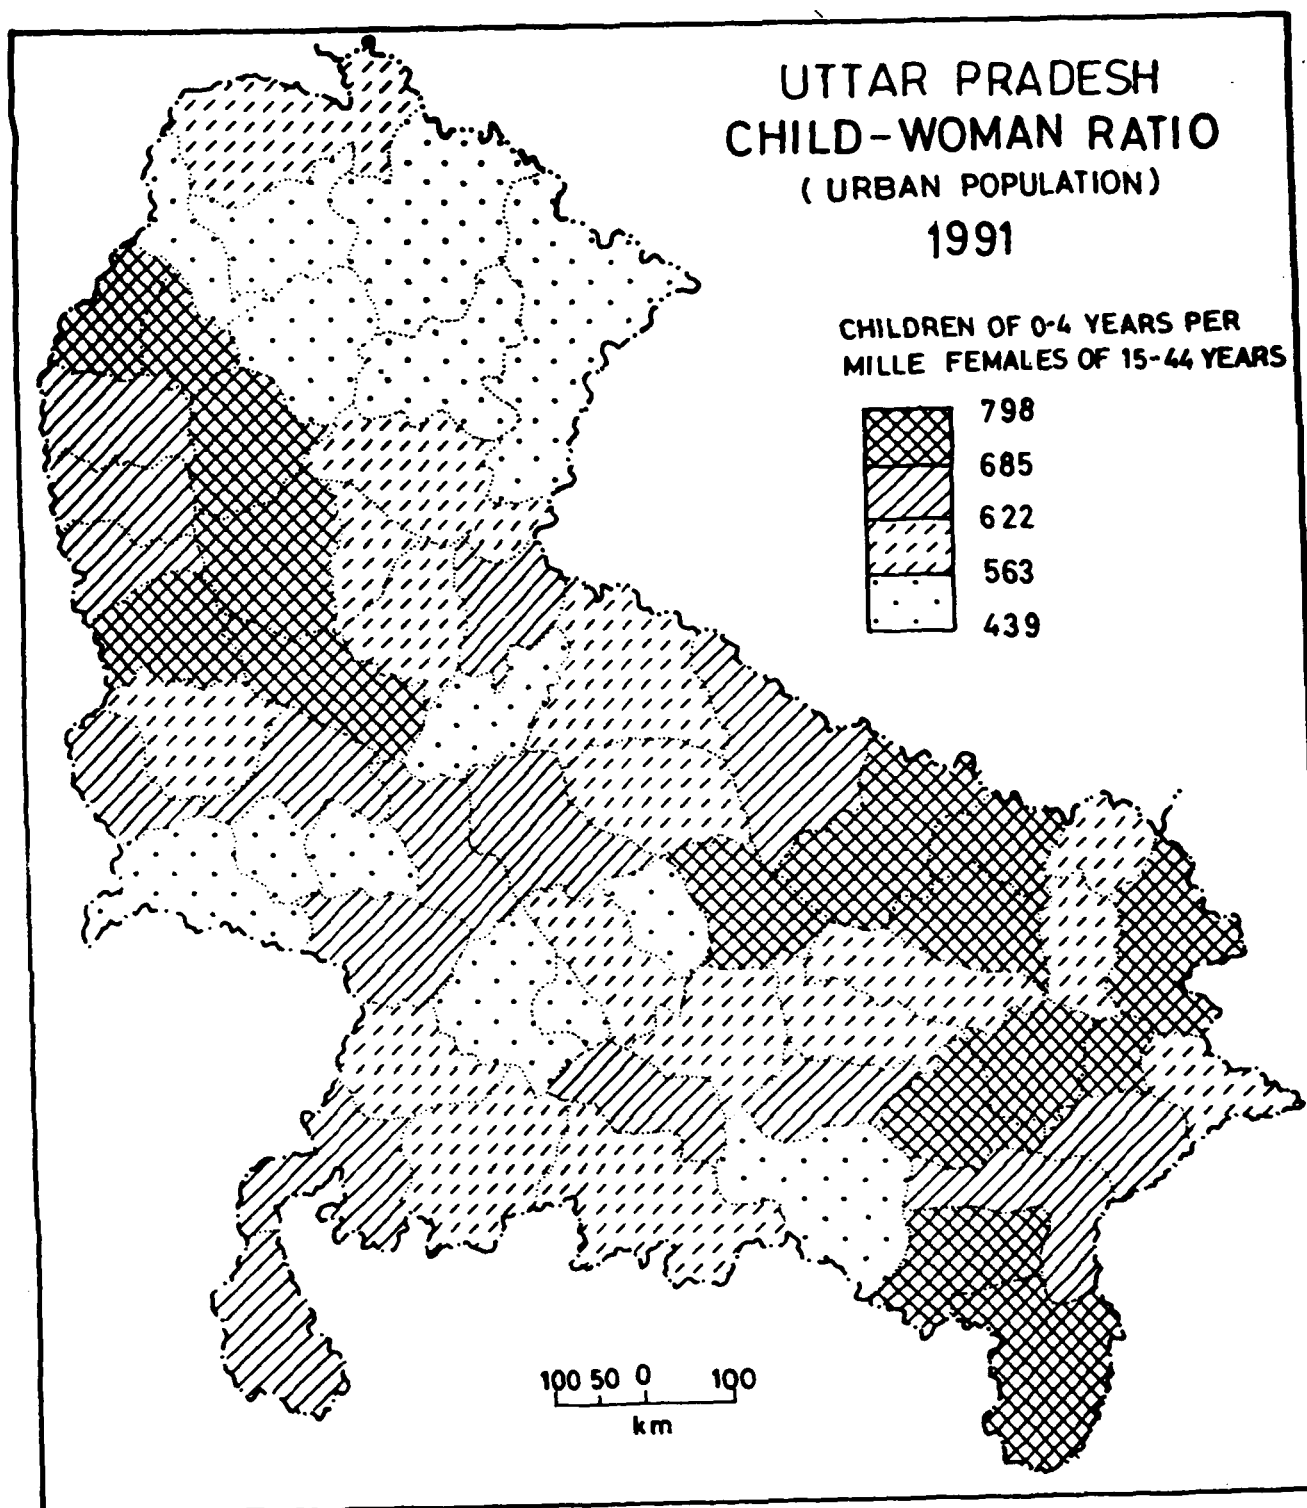 UTTAR PRADESH
CHILD-WOMAN RATIO
( URBAN POPULATION )
1991
CHILDREN OF 0-4 YEARS PER
MILLE FEMALES OF 15-44 YEARS
798
685
622
563
439
100 50 0 100
km